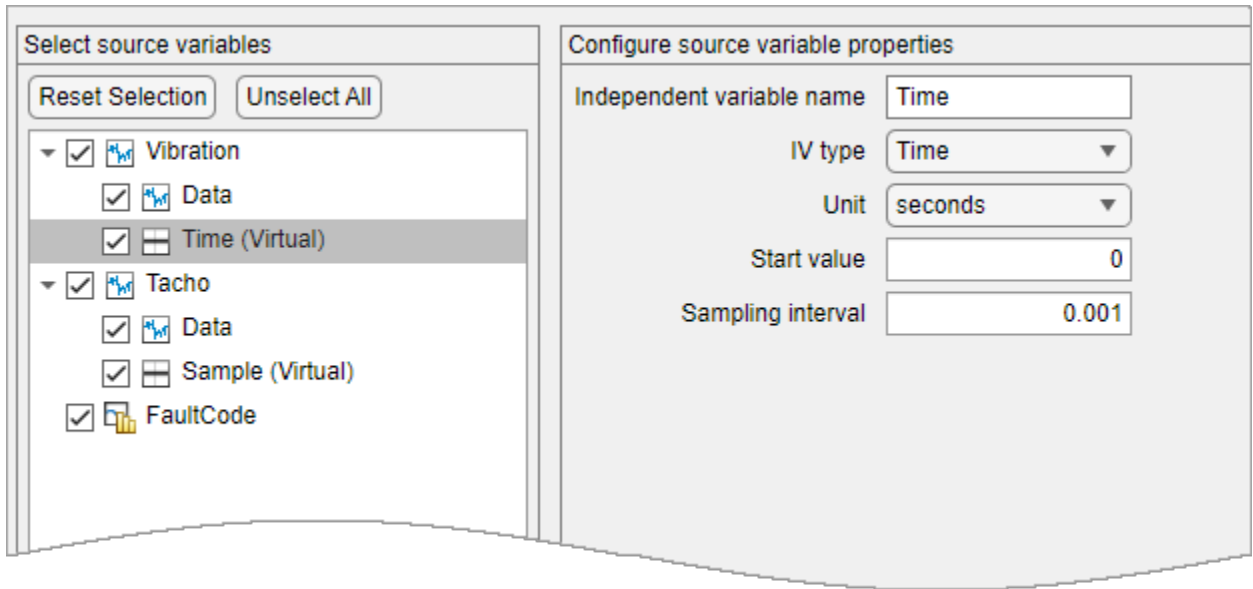 Select source variables
Reset Selection
Unselect All
Vibration
Data
Time (Virtual)
Tacho
Data
Sample (Virtual)
FaultCode
Configure source variable properties
Independent variable name Time
IV type Time
Unit seconds
Start value 0
Sampling interval 0.001